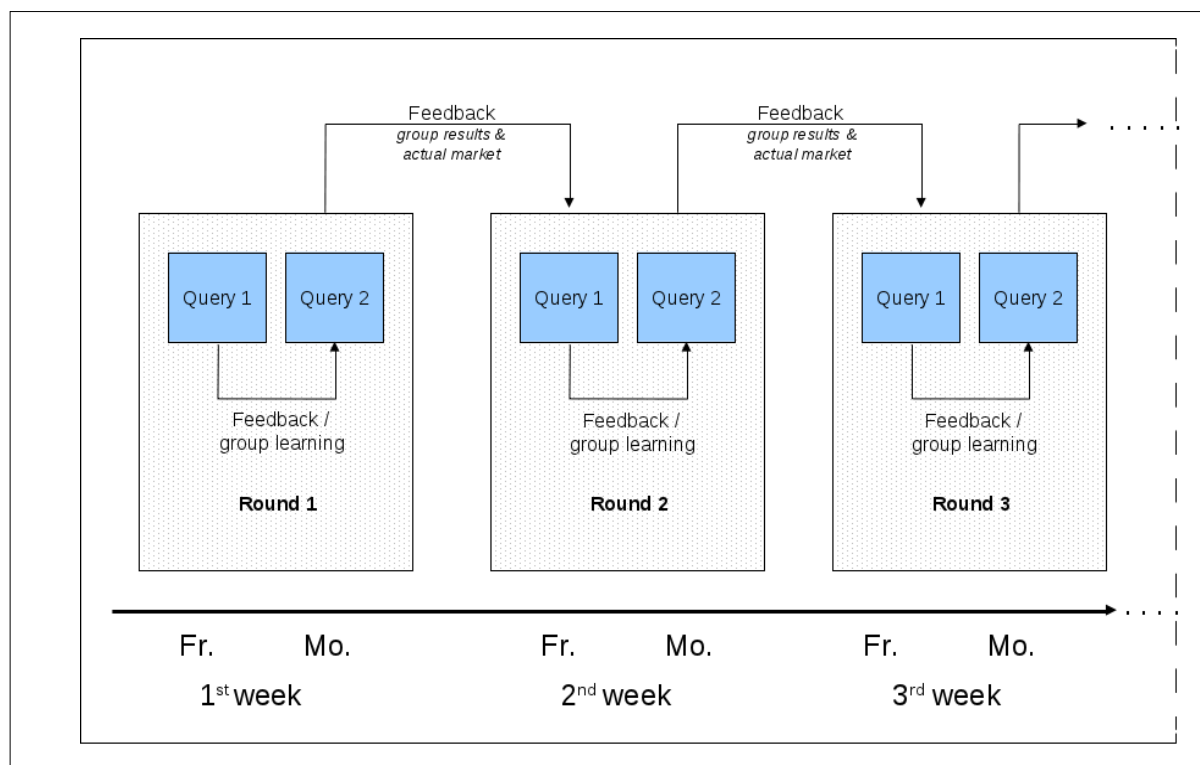 Feedback
group results &
actual market
Feedback
group results &
actual market
. . . . .
Query 1
Query 2
Feedback /
group learning
Round 1
Query 1
Query 2
Feedback /
group learning
Round 2
Query 1
Query 2
Feedback /
group learning
Round 3
. . . . .
Fr. Mo.
1st week
Fr. Mo.
2nd week
Fr. Mo.
3rd week